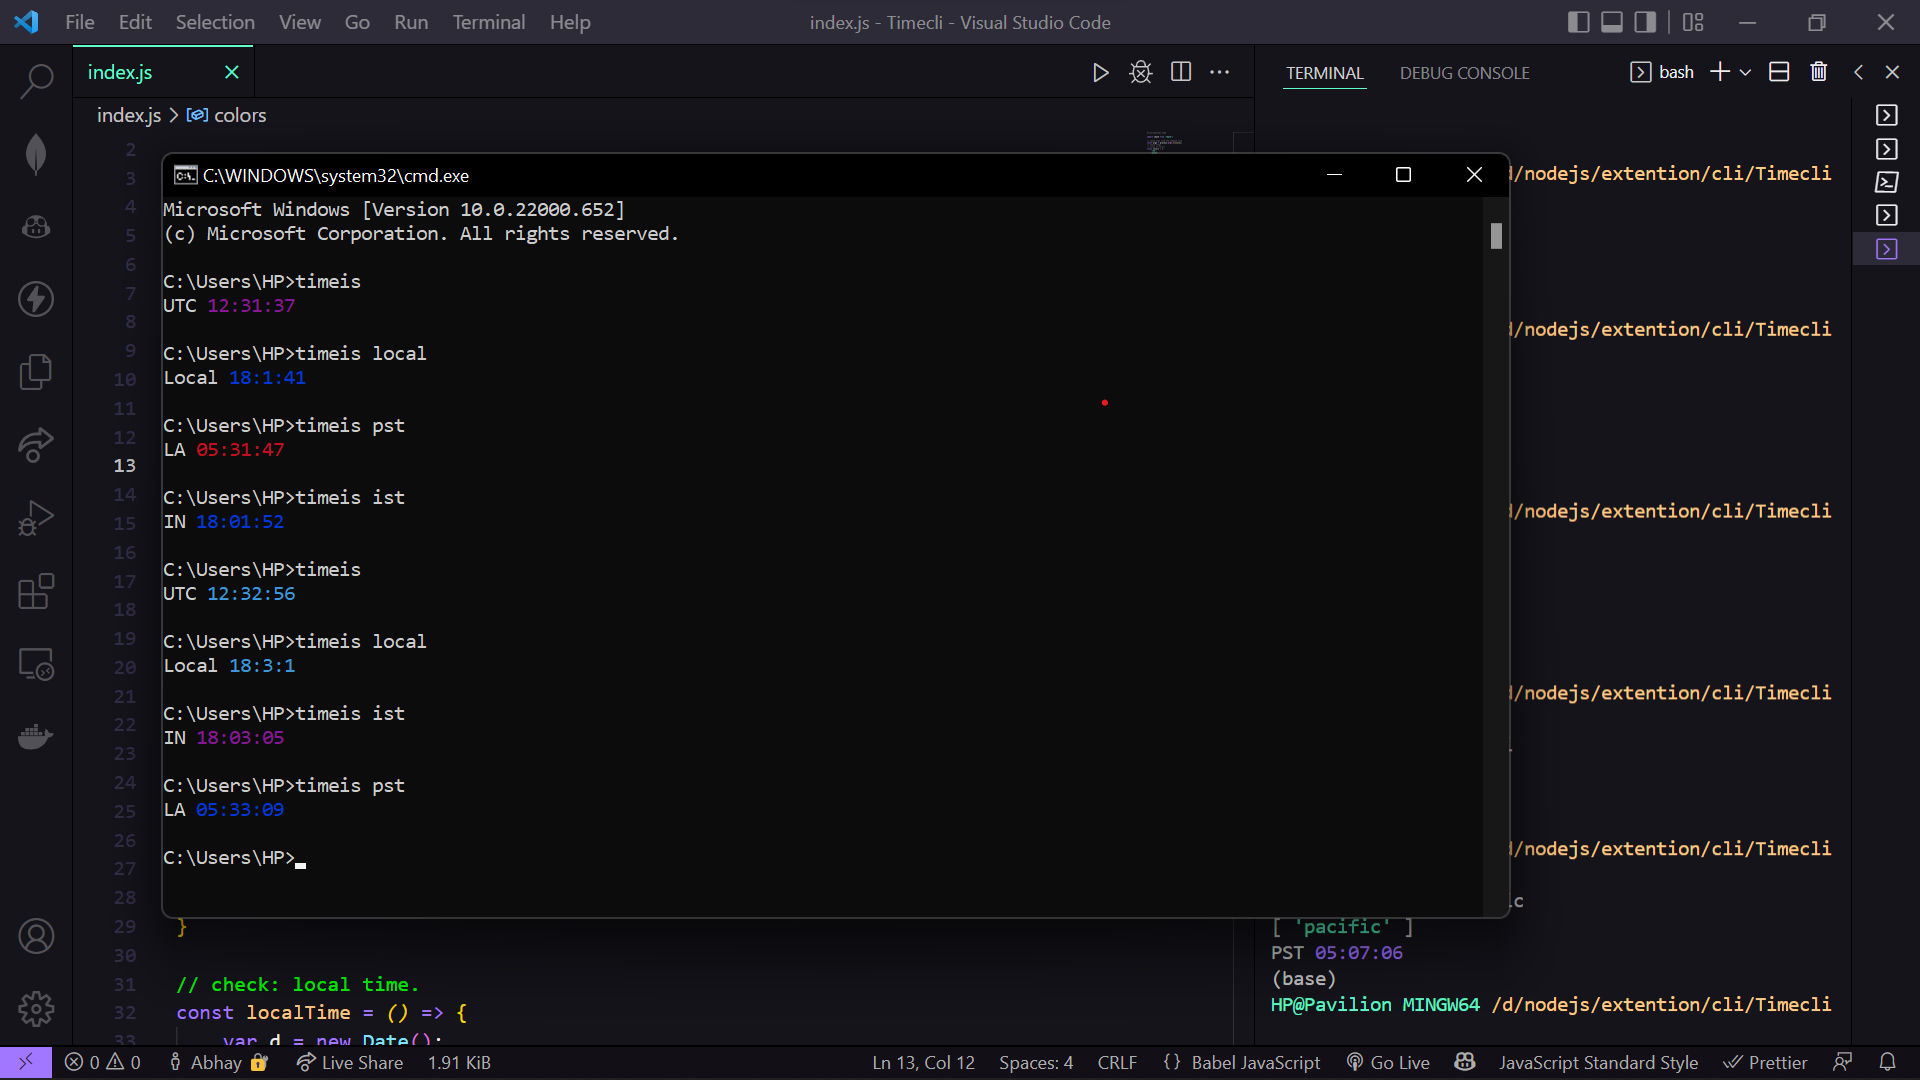 File Edit Selection View Go Run Terminal Help
index.js - Timecli - Visual Studio Code
index.js
TERMINAL DEBUG CONSOLE
bash
index.js > colors
2
3
4
5
6
7
8
9
10
11
12
13
14
15
16
17
18
19
20
21
22
23
24
25
26
27
28
29 }
30
31 // check: local time.
32 const localTime = () => {
33 var d = new Date();
C:\WINDOWS\system32\cmd.exe
Microsoft Windows [Version 10.0.22000.652]
(c) Microsoft Corporation. All rights reserved.
C:\Users\HP>timeis
UTC 12:31:37
C:\Users\HP>timeis local
Local 18:1:41
C:\Users\HP>timeis pst
LA 05:31:47
C:\Users\HP>timeis ist
IN 18:01:52
C:\Users\HP>timeis
UTC 12:32:56
C:\Users\HP>timeis local
Local 18:3:1
C:\Users\HP>timeis ist
IN 18:03:05
C:\Users\HP>timeis pst
LA 05:33:09
C:\Users\HP>
/nodejs/extention/cli/Timecli
/nodejs/extention/cli/Timecli
/nodejs/extention/cli/Timecli
/nodejs/extention/cli/Timecli
/nodejs/extention/cli/Timecli
[ 'pacific' ]
PST 05:07:06
(base)
HP@Pavilion MINGW64 /d/nodejs/extention/cli/Timecli
0 0 Abhay Live Share 1.91 KiB
Ln 13, Col 12 Spaces: 4 CRLF {} Babel JavaScript Go Live JavaScript Standard Style Prettier